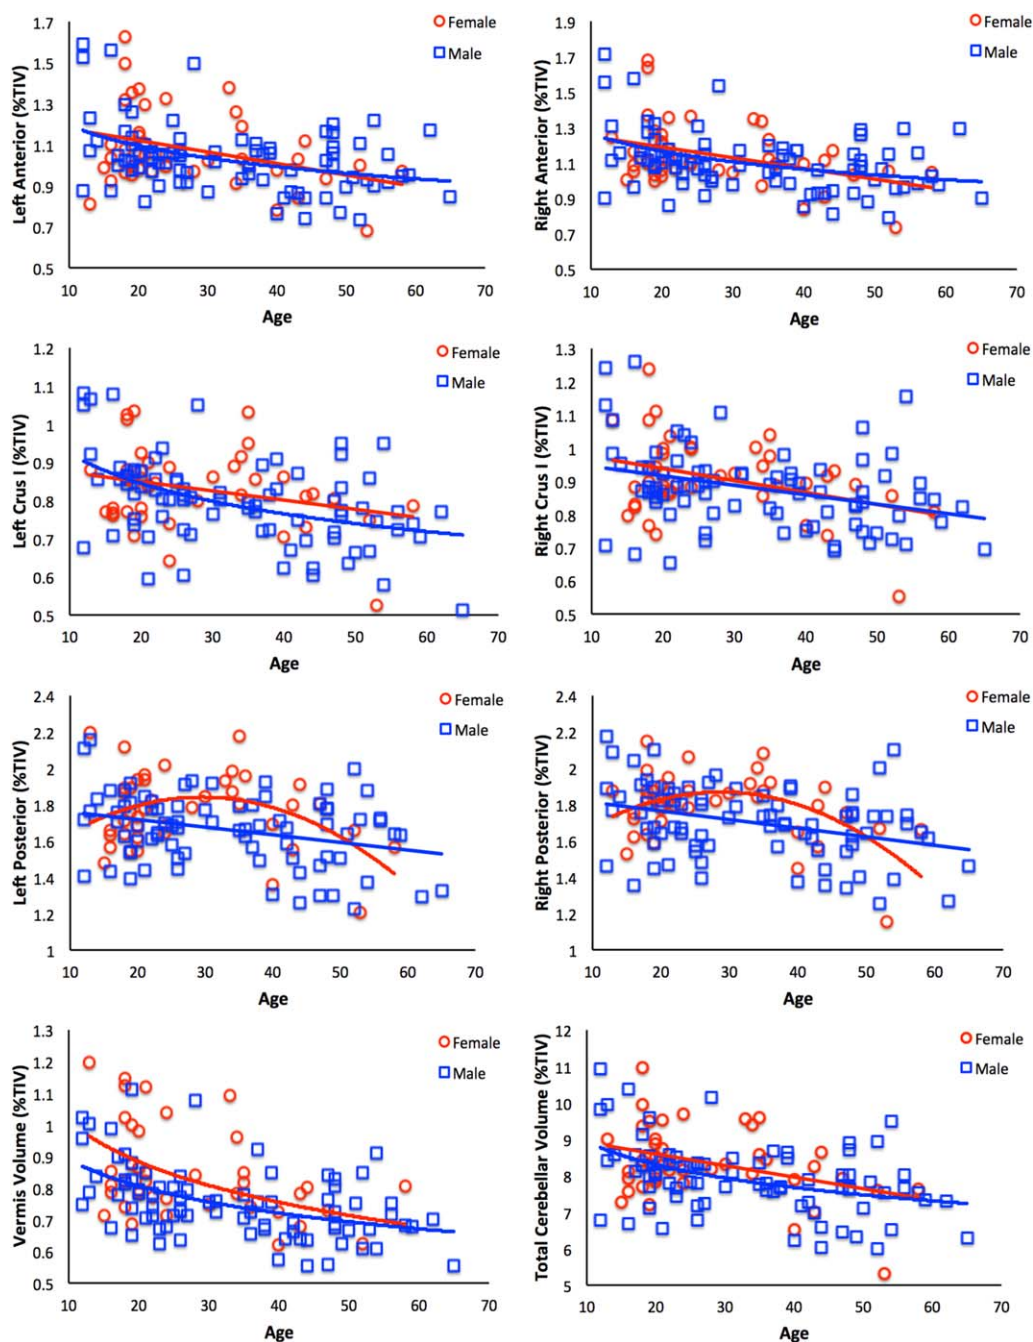 Left Anterior (%TIV)
1.7
1.5
1.3
1.1
0.9
0.7
0.5
10 20 30 40 50 60 70
Age
Female
Male
Right Anterior (%TIV)
1.9
1.7
1.5
1.3
1.1
0.9
0.7
0.5
10 20 30 40 50 60 70
Age
Female
Male
Left Crus I (%TIV)
1.2
1.1
1
0.9
0.8
0.7
0.6
0.5
10 20 30 40 50 60 70
Age
Female
Male
Right Crus I (%TIV)
1.3
1.2
1.1
1
0.9
0.8
0.7
0.6
0.5
10 20 30 40 50 60 70
Age
Female
Male
Left Posterior (%TIV)
2.4
2.2
2
1.8
1.6
1.4
1.2
1
10 20 30 40 50 60 70
Age
Female
Male
Right Posterior (%TIV)
2.4
2.2
2
1.8
1.6
1.4
1.2
1
10 20 30 40 50 60 70
Age
Female
Male
Vermis Volume (%TIV)
1.3
1.2
1.1
1
0.9
0.8
0.7
0.6
0.5
10 20 30 40 50 60 70
Age
Female
Male
Total Cerebellar Volume (%TIV)
12
11
10
9
8
7
6
5
10 20 30 40 50 60 70
Age
Female
Male